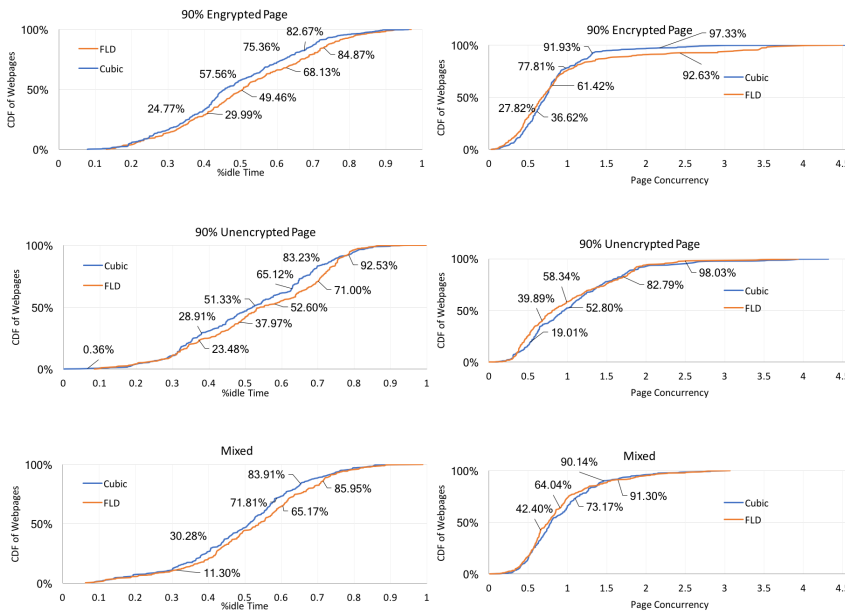 90% Engrypted Page
CDF of Webpages
100%
50%
0%
FLD
Cubic
24.77%
57.56%
75.36%
82.67%
84.87%
68.13%
49.46%
29.99%
0 0.1 0.2 0.3 0.4 0.5 0.6 0.7 0.8 0.9 1
%idle Time
90% Encrypted Page
CDF of Webpages
100%
50%
0%
91.93%
97.33%
77.81%
61.42%
92.63%
27.82%
36.62%
Cubic
FLD
0 0.5 1 1.5 2 2.5 3 3.5 4 4.5
Page Concurrency
90% Unencrypted Page
CDF of Webpages
100%
50%
0%
Cubic
FLD
0.36%
28.91%
51.33%
65.12%
83.23%
92.53%
71.00%
52.60%
37.97%
23.48%
0 0.1 0.2 0.3 0.4 0.5 0.6 0.7 0.8 0.9 1
%idle Time
90% Unencrypted Page
CDF of Webpages
100%
50%
0%
58.34%
39.89%
19.01%
52.80%
82.79%
98.03%
Cubic
FLD
0 0.5 1 1.5 2 2.5 3 3.5 4 4.5
Page Concurrency
Mixed
CDF of Webpages
100%
50%
0%
Cubic
FLD
83.91%
71.81%
30.28%
11.30%
65.17%
85.95%
0 0.1 0.2 0.3 0.4 0.5 0.6 0.7 0.8 0.9 1
%idle Time
Mixed
CDF of Webpages
100%
50%
0%
90.14%
64.04%
42.40%
73.17%
91.30%
Cubic
FLD
0 0.5 1 1.5 2 2.5 3 3.5 4 4.5
Page Concurrency